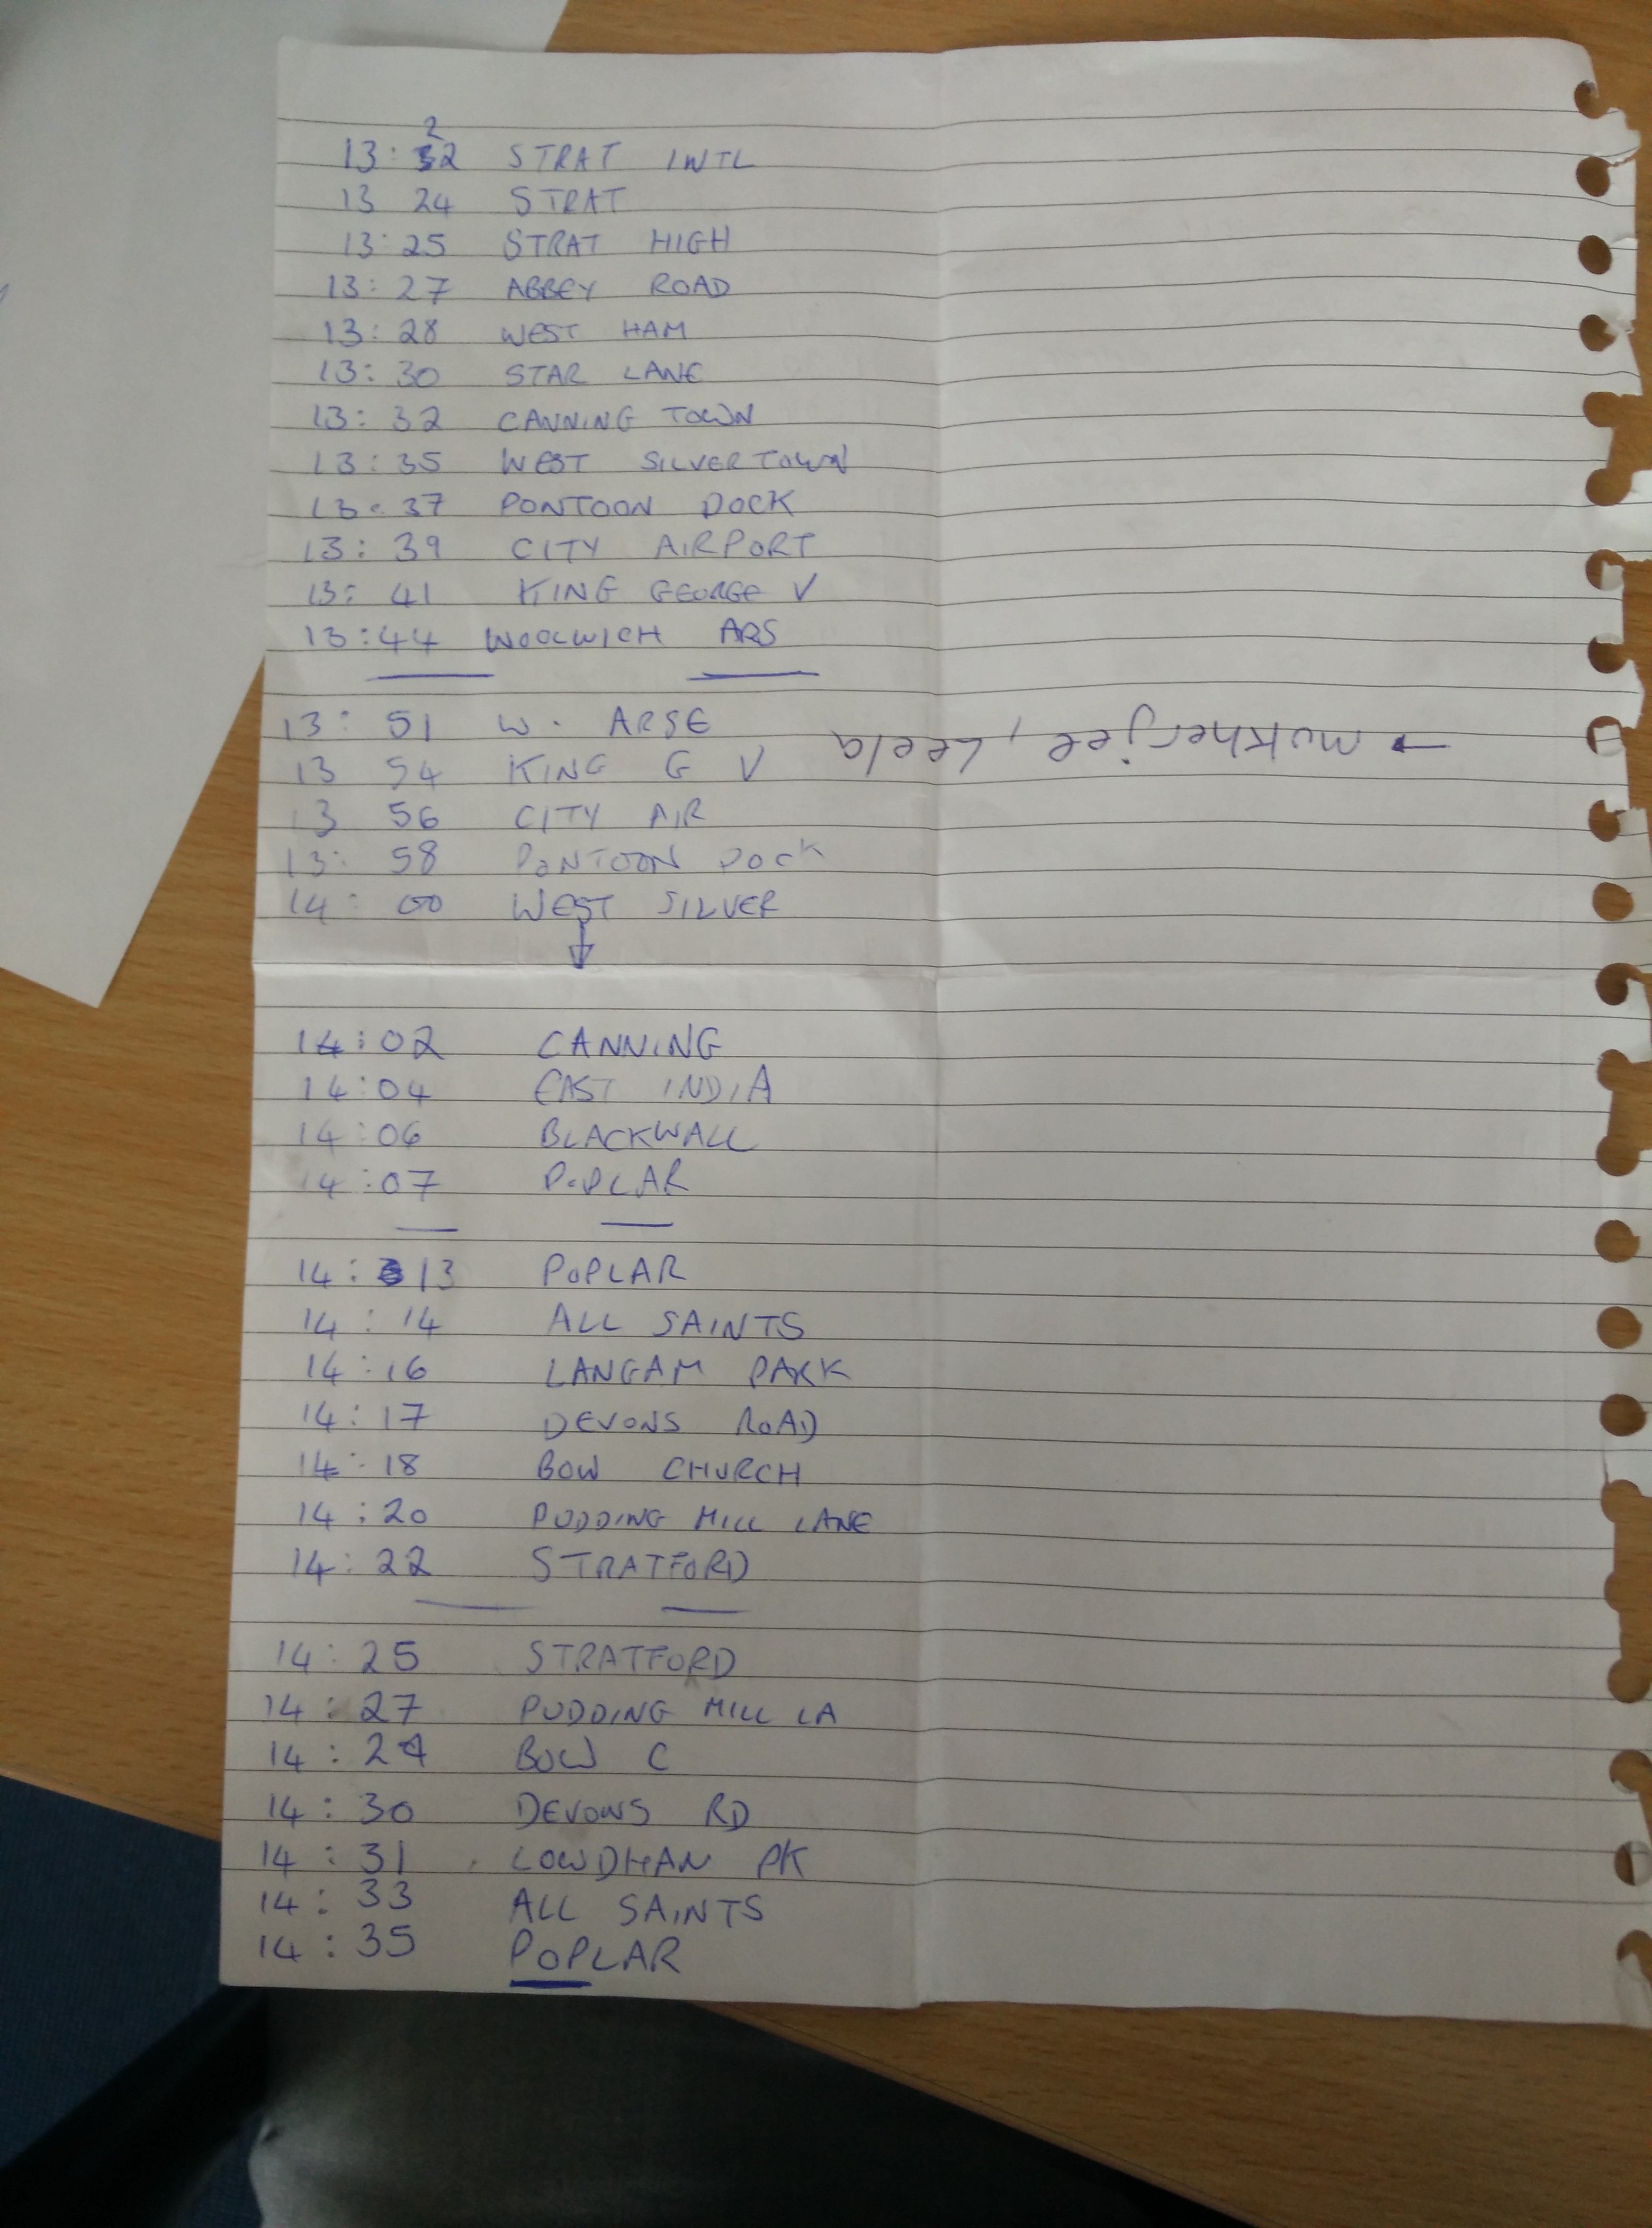 13:22 STRAT INTL
13 24 STRAT
13:25 STRAT HIGH
13:27 ABBEY ROAD
13:28 WEST HAM
13:30 STAR LANE
13:32 CANNING TOWN
13:35 WEST SILVERTOWN
13:37 PONTOON DOCK
13:39 CITY AIRPORT
13:41 KING GEORGE V
13:44 WOOLWICH ARS
13:51 W. ARSE
→ Mukherjee, Leela
13 54 KING G V
13 56 CITY AIR
13:58 PONTOON DOCK
14:00 WEST SILVER
↓
14:02 CANNING
14:04 EAST INDIA
14:06 BLACKWALL
14:07 POPLAR
14:13 POPLAR
14:14 ALL SAINTS
14:16 LANGAM PARK
14:17 DEVONS ROAD
14:18 BOW CHURCH
14:20 PUDDING MILL LANE
14:22 STRATFORD
14:25 STRATFORD
14:27 PUDDING MILL LA
14:29 BOW C
14:30 DEVONS RD
14:31 LOWDHAN PK
14:33 ALL SAINTS
14:35 POPLAR